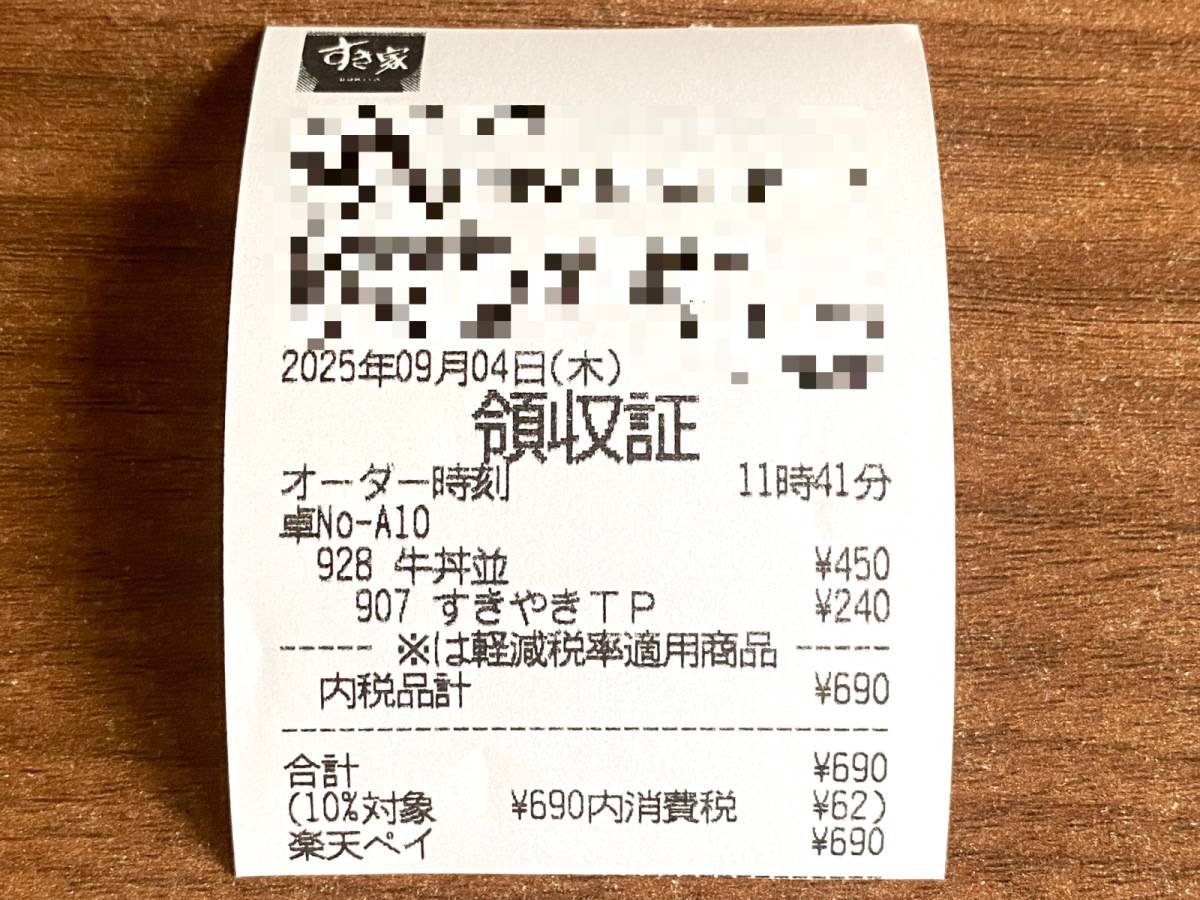 すき家
2025年09月04日(木)
領収証
オーダー時刻 11時41分
卓No-A10
928 牛丼並 ¥450
907 すきやきTP ¥240
----- ※は軽減税率適用商品 -----
内税品計 ¥690
合計 ¥690
(10%対象 ¥690内消費税 ¥62)
楽天ペイ ¥690